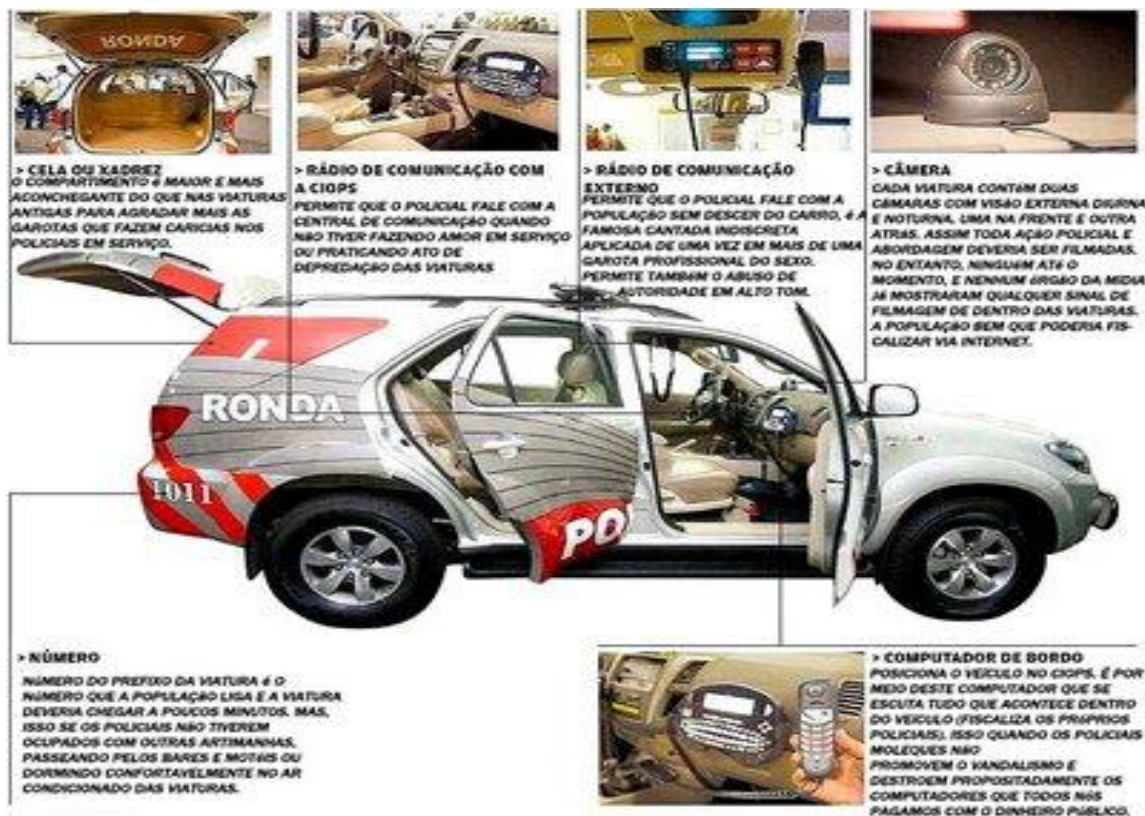 RONDA
> CELA OU XADREZ
O COMPARTIMENTO É MAIOR E MAIS
ACONCHEGANTE DO QUE NAS VIATURAS
ANTIGAS PARA AGRADAR MAIS AS
GAROTAS QUE FAZEM CARICIAS NOS
POLICIAIS EM SERVIÇO.
> RÁDIO DE COMUNICAÇÃO COM
A CIOPS
PERMITE QUE O POLICIAL FALE COM A
CENTRAL DE COMUNICAÇÃO QUANDO
NÃO TIVER FAZENDO AMOR EM SERVIÇO
OU PRATICANDO ATO DE
DEPREDAÇÃO DAS VIATURAS
> RÁDIO DE COMUNICAÇÃO
EXTERNO
PERMITE QUE O POLICIAL FALE COM A
POPULAÇÃO SEM DESCER DO CARRO, É A
FAMOSA CANTADA INDISCRETA
APLICADA DE UMA VEZ EM MAIS DE UMA
GAROTA PROFISSIONAL DO SEXO.
PERMITE TAMBÉM O ABUSO DE
AUTORIDADE EM ALTO TOM.
> CÂMERA
CADA VIATURA CONTÉM DUAS
CÂMARAS COM VISÃO EXTERNA DIURNA
E NOTURNA. UMA NA FRENTE E OUTRA
ATRÁS. ASSIM TODA AÇÃO POLICIAL E
ABORDAGEM DEVERIA SER FILMADAS.
NO ENTANTO, NINGUÉM ATÉ O
MOMENTO, E NENHUM ÓRGÃO DA MÍDIA
JÁ MOSTRARAM QUALQUER SINAL DE
FILMAGEM DE DENTRO DAS VIATURAS.
A POPULAÇÃO BEM QUE PODERIA FIS-
CALIZAR VIA INTERNET.
RONDA
1011
PO
> NÚMERO
NÚMERO DO PREFIXO DA VIATURA É O
NÚMERO QUE A POPULAÇÃO LIGA E A VIATURA
DEVERIA CHEGAR A POUCOS MINUTOS. MAS,
ISSO SE OS POLICIAIS NÃO TIVEREM
OCUPADOS COM OUTRAS ARTIMANHAS,
PASSEANDO PELOS BARES E MOTÉIS OU
DORMINDO CONFORTAVELMENTE NO AR
CONDICIONADO DAS VIATURAS.
> COMPUTADOR DE BORDO
POSICIONA O VEÍCULO NO CIOPS. É POR
MEIO DESTE COMPUTADOR QUE SE
ESCUTA TUDO QUE ACONTECE DENTRO
DO VEICULO (FISCALIZA OS PRÓPRIOS
POLICIAIS). ISSO QUANDO OS POLICIAIS
MOLEQUES NÃO
PROMOVEM O VANDALISMO E
DESTROEM PROPOSITADAMENTE OS
COMPUTADORES QUE TODOS NÓS
PAGAMOS COM O DINHEIRO PÚBLICO.